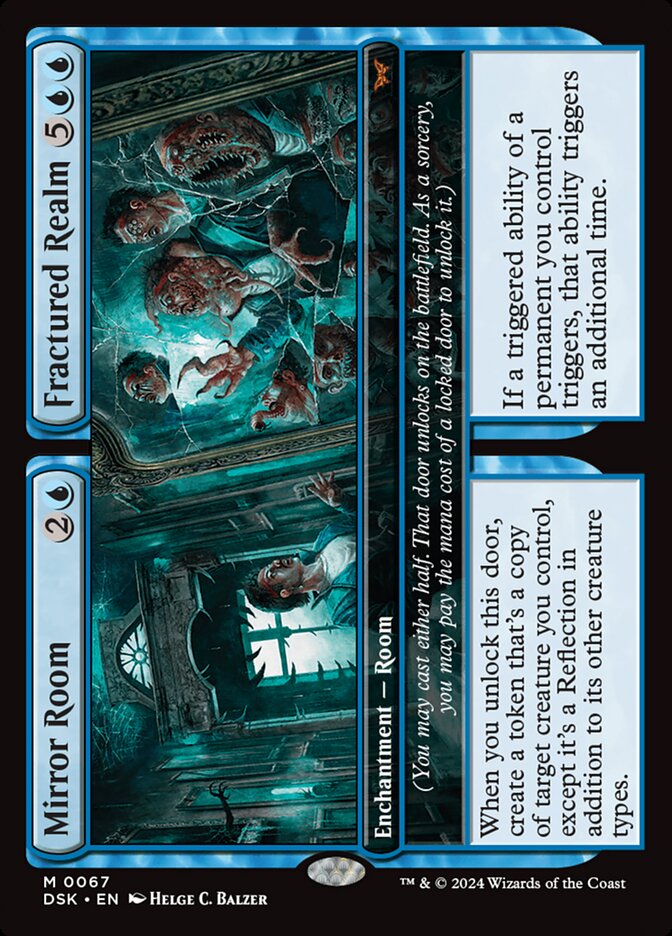 Mirror Room 2
When you unlock this door,
create a token that's a copy
of target creature you control,
except it's a Reflection in
addition to its other creature
types.
Fractured Realm 5
If a triggered ability of a
permanent you control
triggers, that ability triggers
an additional time.
Enchantment — Room
(You may cast either half. That door unlocks on the battlefield. As a sorcery,
you may pay the mana cost of a locked door to unlock it.)
M 0067
DSK • EN HELGE C. BALZER
™ & © 2024 Wizards of the Coast